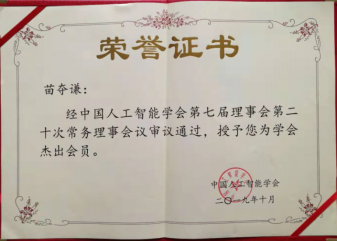 荣誉证书
苗夺谦：
经中国人工智能学会第七届理事会第二
十次常务理事会议审议通过，授予您为学会
杰出会员。
中国人工智能学会
二〇一九年十月